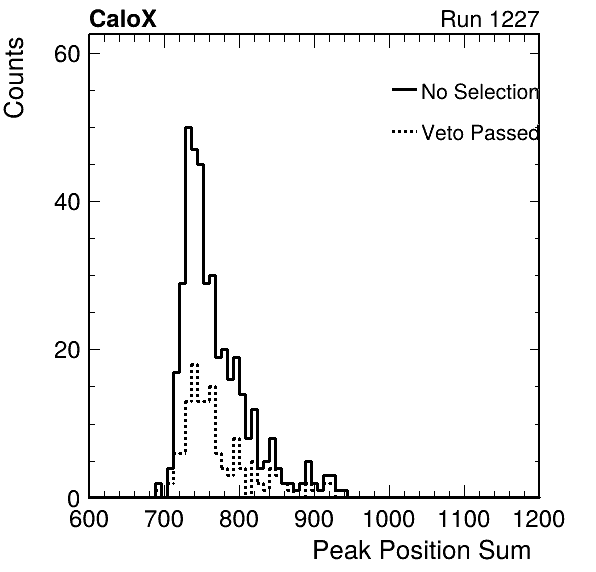 CaloX Run 1227
Counts
60
40
20
0
No Selection
Veto Passed
600 700 800 900 1000 1100 1200
Peak Position Sum